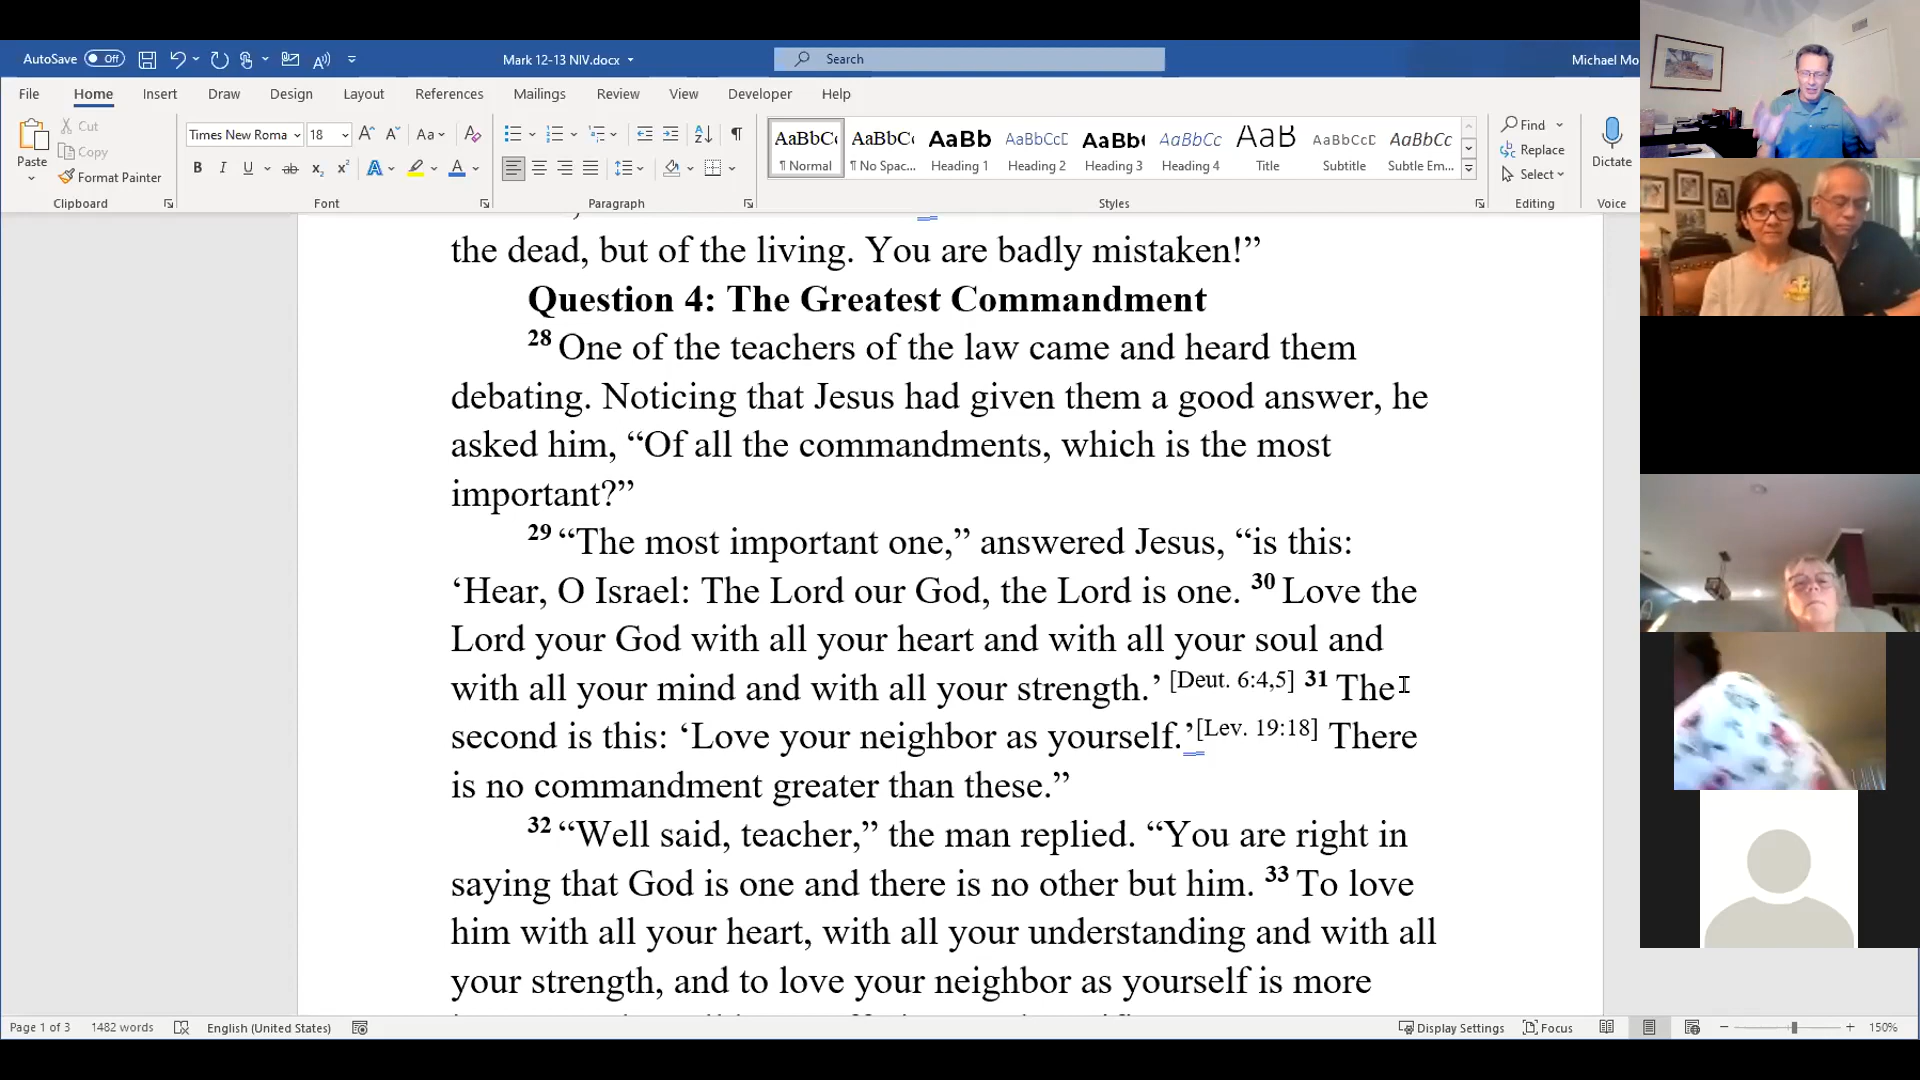 AutoSave Off Mark 12-13 NIV.docx Search Michael Mo
File Home Insert Draw Design Layout References Mailings Review View Developer Help
Paste Cut Copy Format Painter
Times New Roma 18
AaBbCc AaBbCc AaBb AaBbCcD AaBb AaBbCc AaB AaBbCcD AaBbCc
¶ Normal ¶ No Spac... Heading 1 Heading 2 Heading 3 Heading 4 Title Subtitle Subtle Em...
Find Replace Select
Dictate
Clipboard Font Paragraph Styles Editing Voice
the dead, but of the living. You are badly mistaken!”
Question 4: The Greatest Commandment
28 One of the teachers of the law came and heard them
debating. Noticing that Jesus had given them a good answer, he
asked him, “Of all the commandments, which is the most
important?”
29 “The most important one,” answered Jesus, “is this:
‘Hear, O Israel: The Lord our God, the Lord is one. 30 Love the
Lord your God with all your heart and with all your soul and
with all your mind and with all your strength.’ [Deut. 6:4,5] 31 The
second is this: ‘Love your neighbor as yourself.’[Lev. 19:18] There
is no commandment greater than these.”
32 “Well said, teacher,” the man replied. “You are right in
saying that God is one and there is no other but him. 33 To love
him with all your heart, with all your understanding and with all
your strength, and to love your neighbor as yourself is more
Page 1 of 3 1482 words English (United States) Display Settings Focus 150%